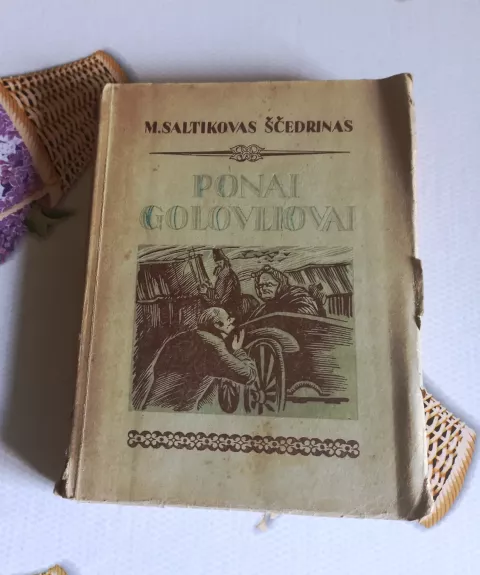 M. SALTIKOVAS ŠČEDRINAS
PONAI
GOLOVLIOVAI